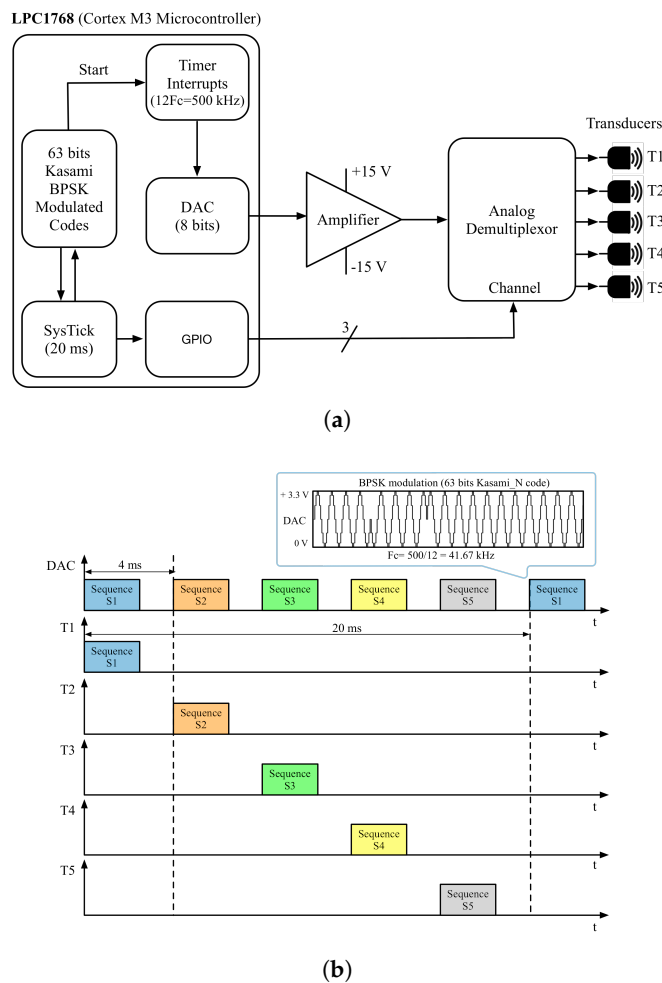 LPC1768 (Cortex M3 Microcontroller)
Start
Timer
Interrupts
(12Fc=500 kHz)
63 bits
Kasami
BPSK
Modulated
Codes
DAC
(8 bits)
+15 V
Amplifier
-15 V
Analog
Demultiplexor
Channel
Transducers
T1
T2
T3
T4
T5
SysTick
(20 ms)
GPIO
3
(a)
BPSK modulation (63 bits Kasami_N code)
+ 3.3 V
DAC
0 V
Fc= 500/12 = 41.67 kHz
DAC
4 ms
Sequence
S1
Sequence
S2
Sequence
S3
Sequence
S4
Sequence
S5
Sequence
S1
t
T1
20 ms
Sequence
S1
t
T2
Sequence
S2
t
T3
Sequence
S3
t
T4
Sequence
S4
t
T5
Sequence
S5
t
(b)